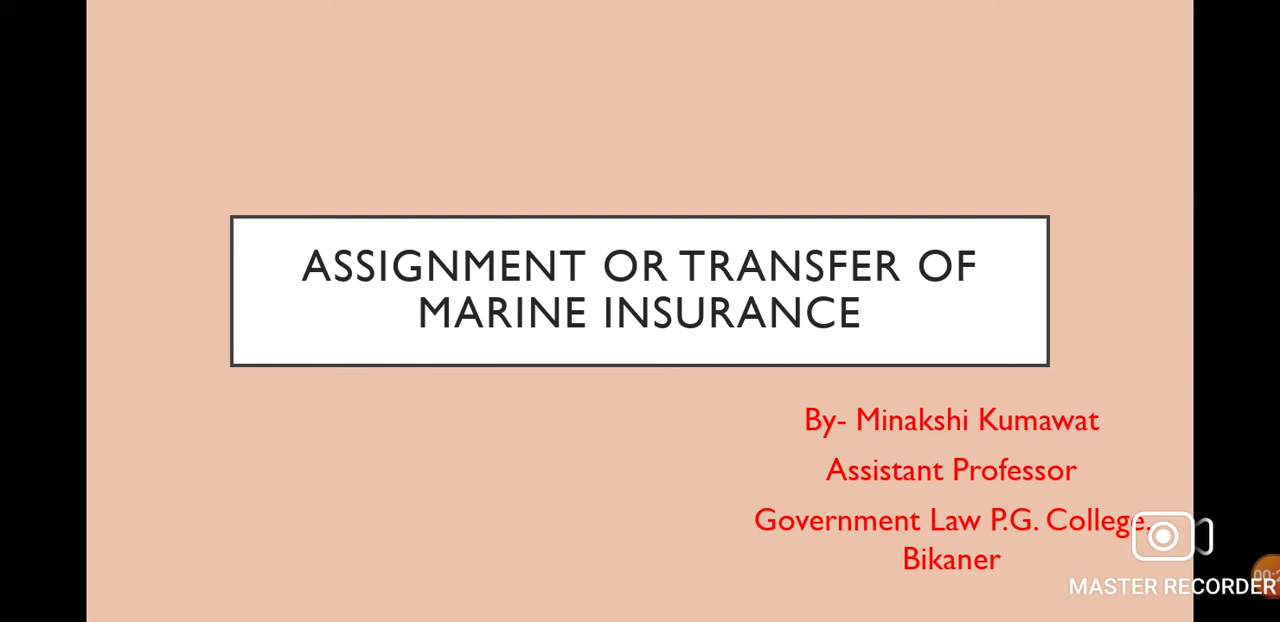 ASSIGNMENT OR TRANSFER OF
MARINE INSURANCE
By- Minakshi Kumawat
Assistant Professor
Government Law P.G. College,
Bikaner
MASTER RECORDER